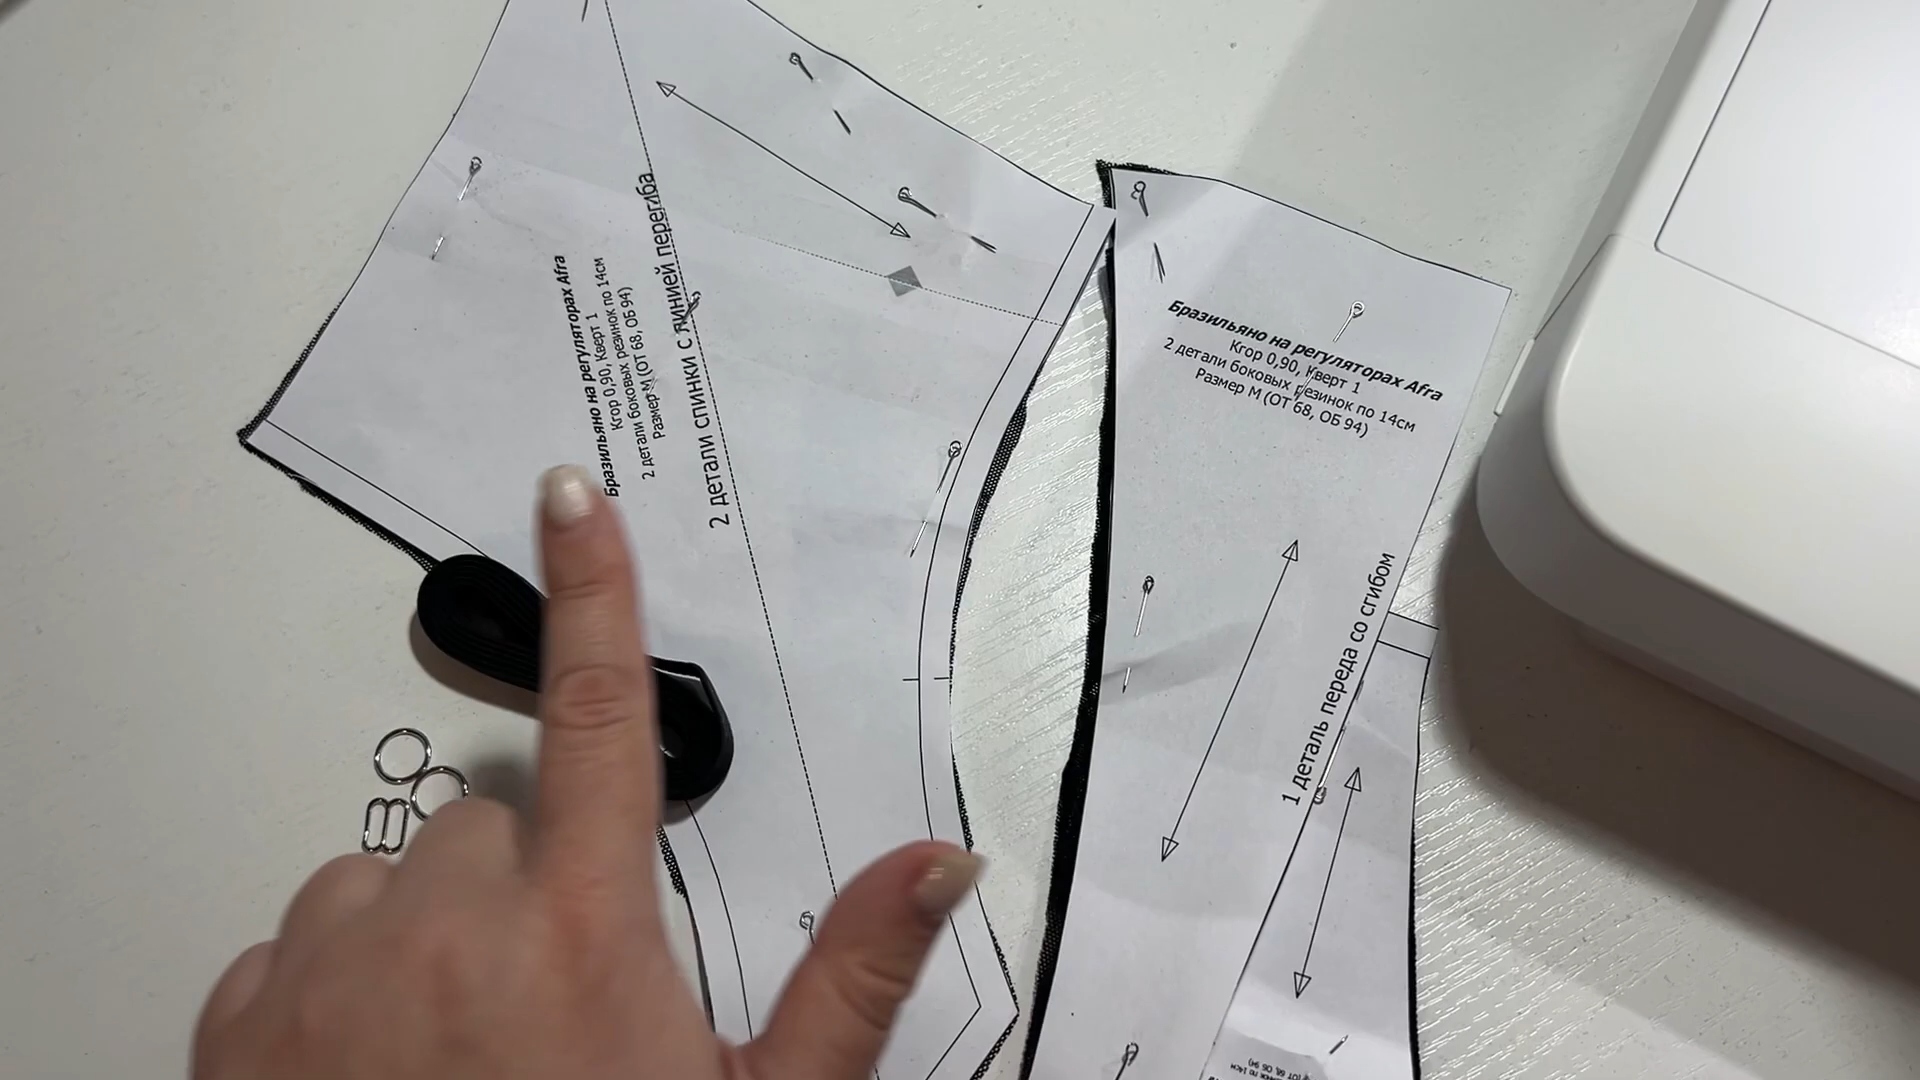 Бразильяно на регуляторах Afra
Кгор 0,90, Кверт 1
2 детали боковых резинок по 14см
Размер М (ОТ 68, ОБ 94)
2 детали спинки с линией перегиба
Бразильяно на регуляторах Afra
Кгор 0,90, Кверт 1
2 детали боковых резинок по 14см
Размер М (ОТ 68, ОБ 94)
1 деталь переда со сгибом